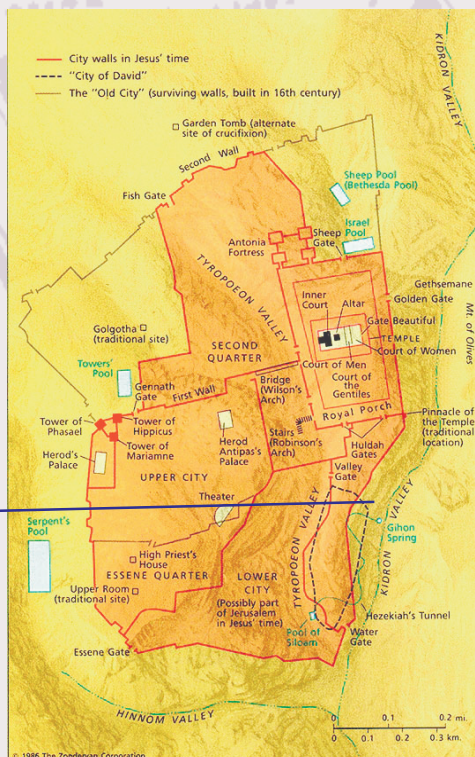 City walls in Jesus' time
"City of David"
The "Old City" (surviving walls, built in 16th century)
KIDRON VALLEY
Garden Tomb (alternate
site of crucifixion)
Second Wall
Fish Gate
Sheep Pool
(Bethesda Pool)
Israel
Pool
Sheep
Gate
Antonia
Fortress
TYROPOEON VALLEY
Gethsemane
Golden Gate
Mt. of Olives
Inner
Court
Altar
Gate Beautiful
TEMPLE
Court of Women
Court of Men
Court of
the
Gentiles
Golgotha
(traditional site)
SECOND
QUARTER
Towers'
Pool
Gennath
Gate
First Wall
Bridge
(Wilson's
Arch)
Royal Porch
Pinnacle of
the Temple
(traditional
location)
Tower of
Phasael
Tower of
Hippicus
Tower of
Mariamne
Herod
Antipas's
Palace
Stairs
(Robinson's
Arch)
Huldah
Gates
Herod's
Palace
UPPER CITY
Valley
Gate
Theater
TYROPOEON VALLEY
KIDRON VALLEY
Serpent's
Pool
Gihon
Spring
High Priest's
House
ESSENE QUARTER
LOWER
CITY
(Possibly part
of Jerusalem
in Jesus' time)
Upper Room
(traditional site)
Hezekiah's Tunnel
Pool of
Siloam
Water
Gate
Essene Gate
HINNOM VALLEY
0 0.1 0.2 mi.
0 0.1 0.2 0.3 km.
© 1986 The Zondervan Corporation